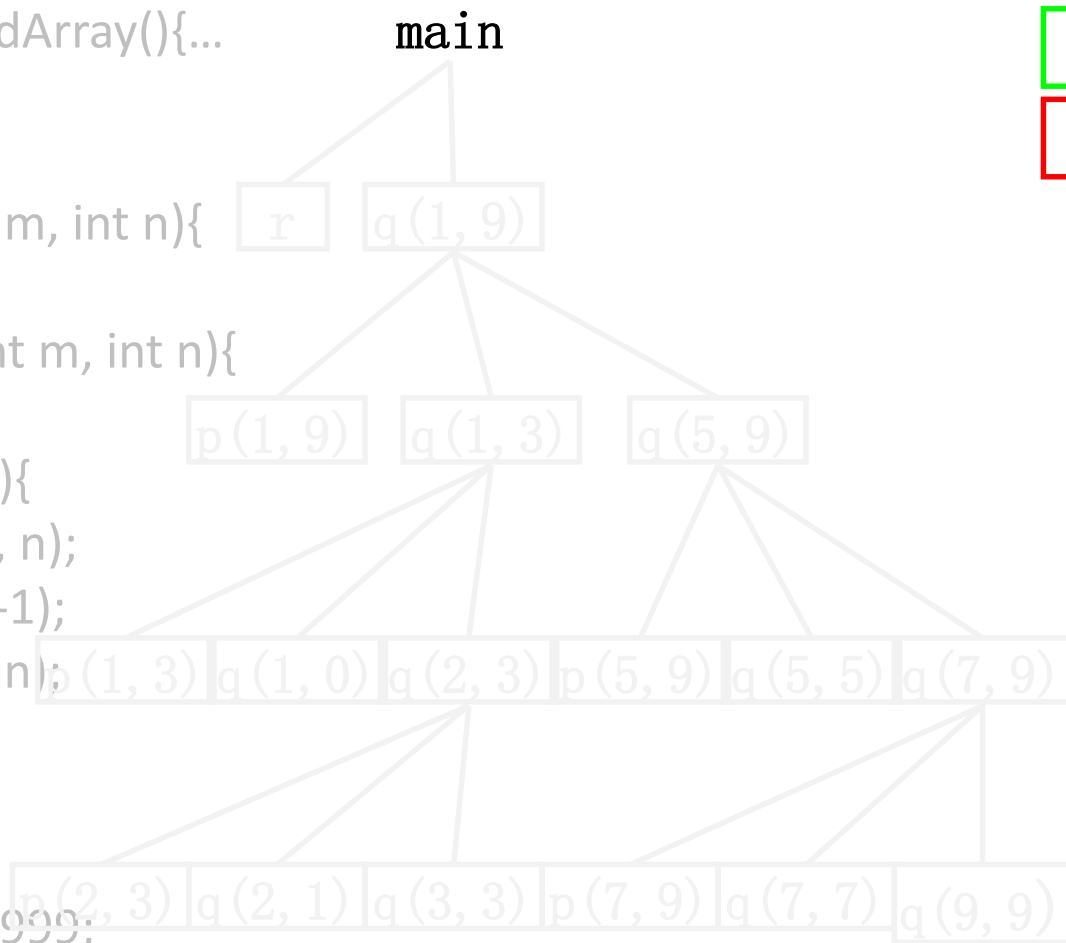 dArray(){…
main
m, int n){
r
q(1, 9)
nt m, int n){
p(1, 9)
q(1, 3)
q(5, 9)
){
, n);
-1);
n);
p(1, 3)
q(1, 0)
q(2, 3)
p(5, 9)
q(5, 5)
q(7, 9)
p(2, 3)
q(2, 1)
q(3, 3)
p(7, 9)
q(7, 7)
q(9, 9)
999;